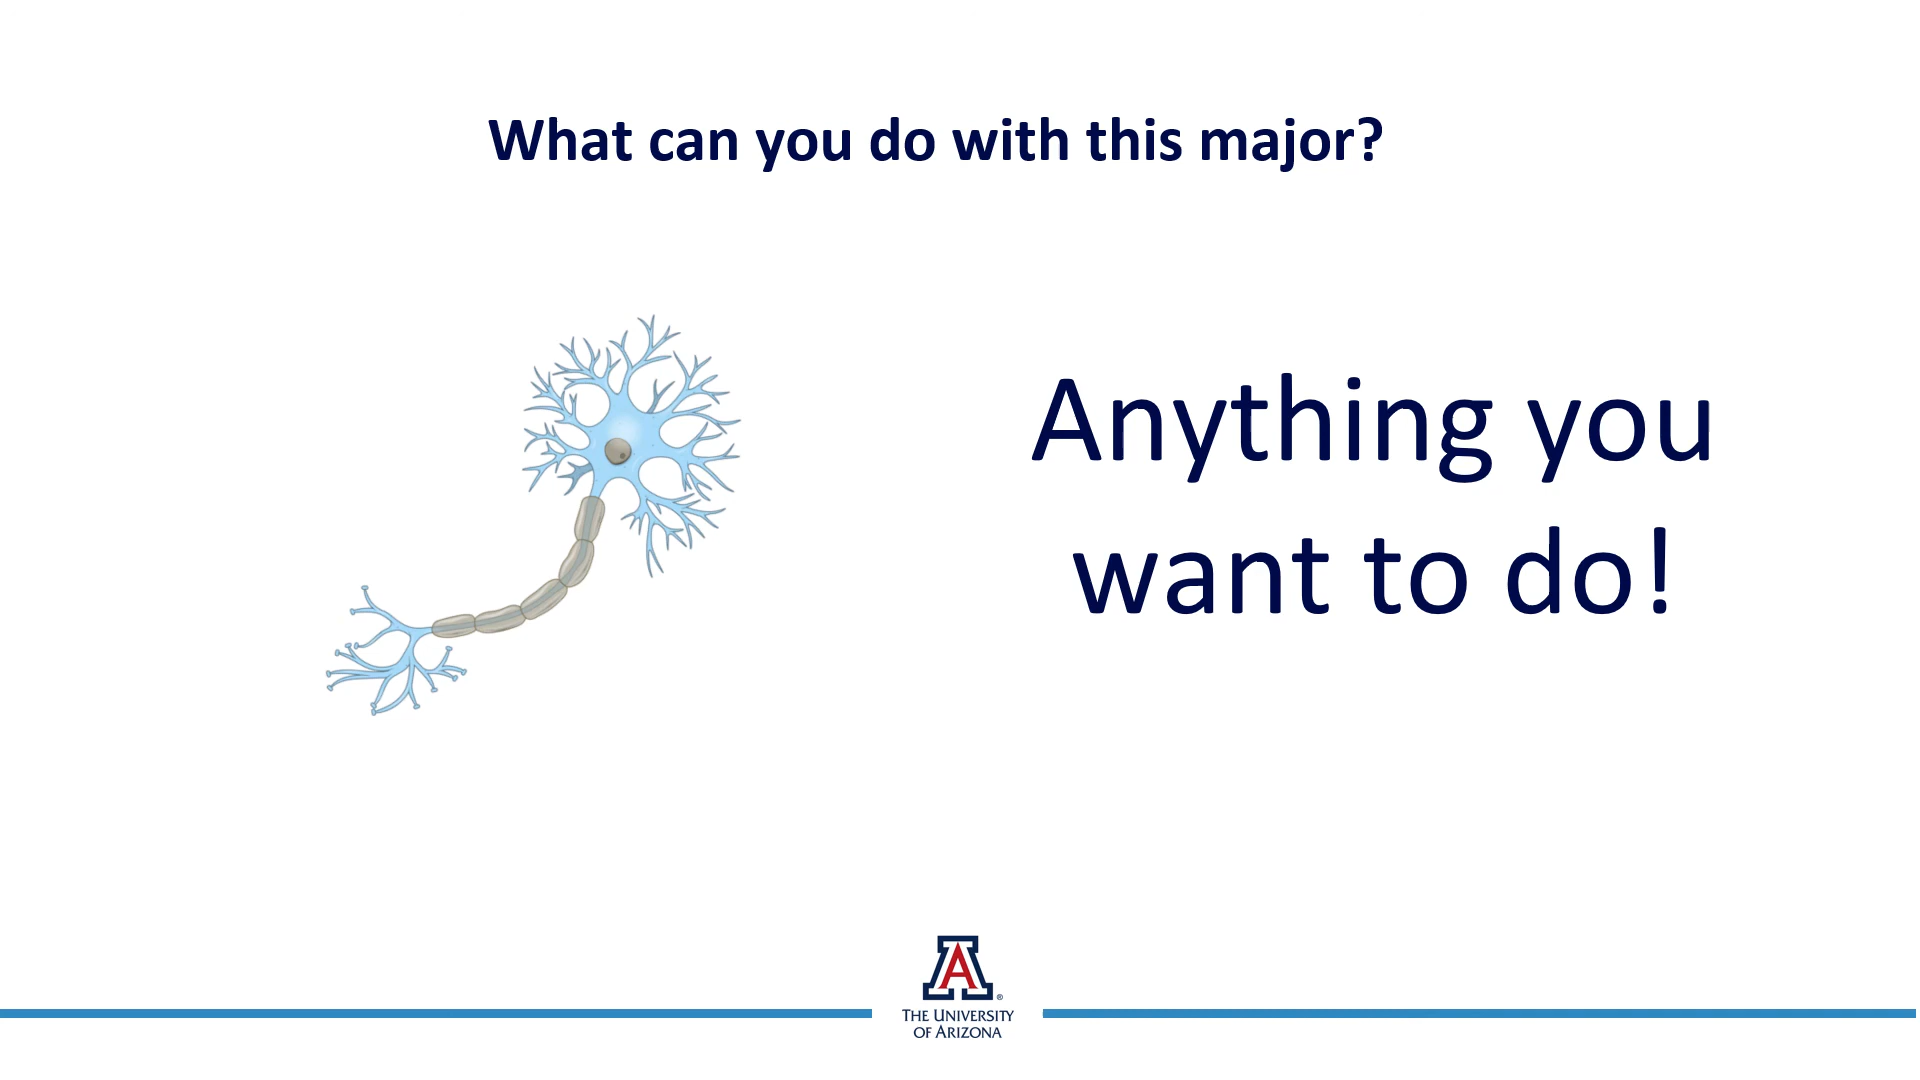 What can you do with this major?
Anything you
want to do!
A®
THE UNIVERSITY
OF ARIZONA